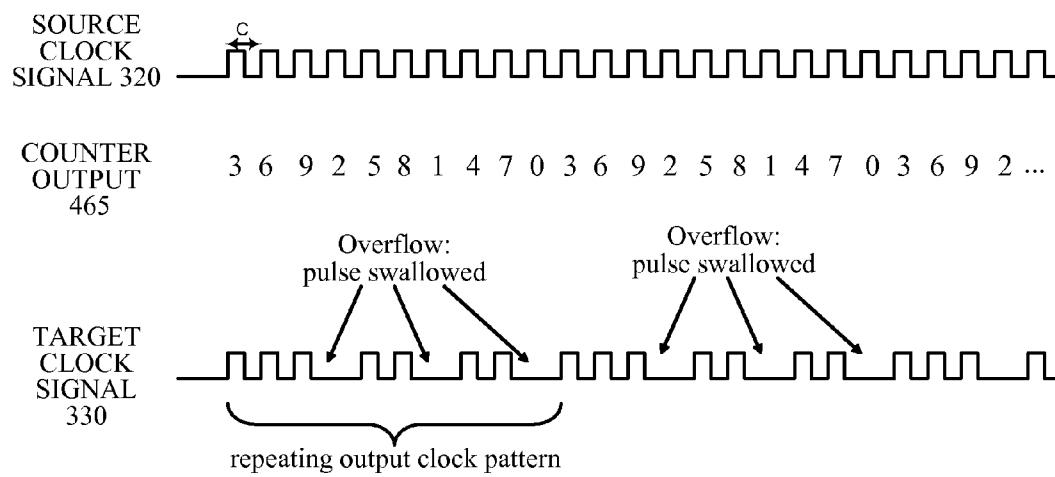 SOURCE
CLOCK
SIGNAL 320
C
COUNTER
OUTPUT
465
3 6 9 2 5 8 1 4 7 0 3 6 9 2 5 8 1 4 7 0 3 6 9 2 ...
Overflow:
pulse swallowed
Overflow:
pulse swallowed
TARGET
CLOCK
SIGNAL
330
repeating output clock pattern